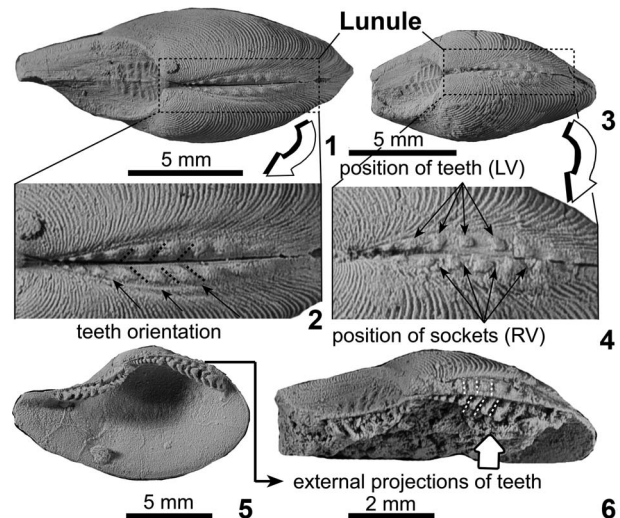 Lunule
1
3
5 mm
5 mm
position of teeth (LV)
teeth orientation
2
position of sockets (RV)
4
external projections of teeth
5 mm
5
2 mm
6